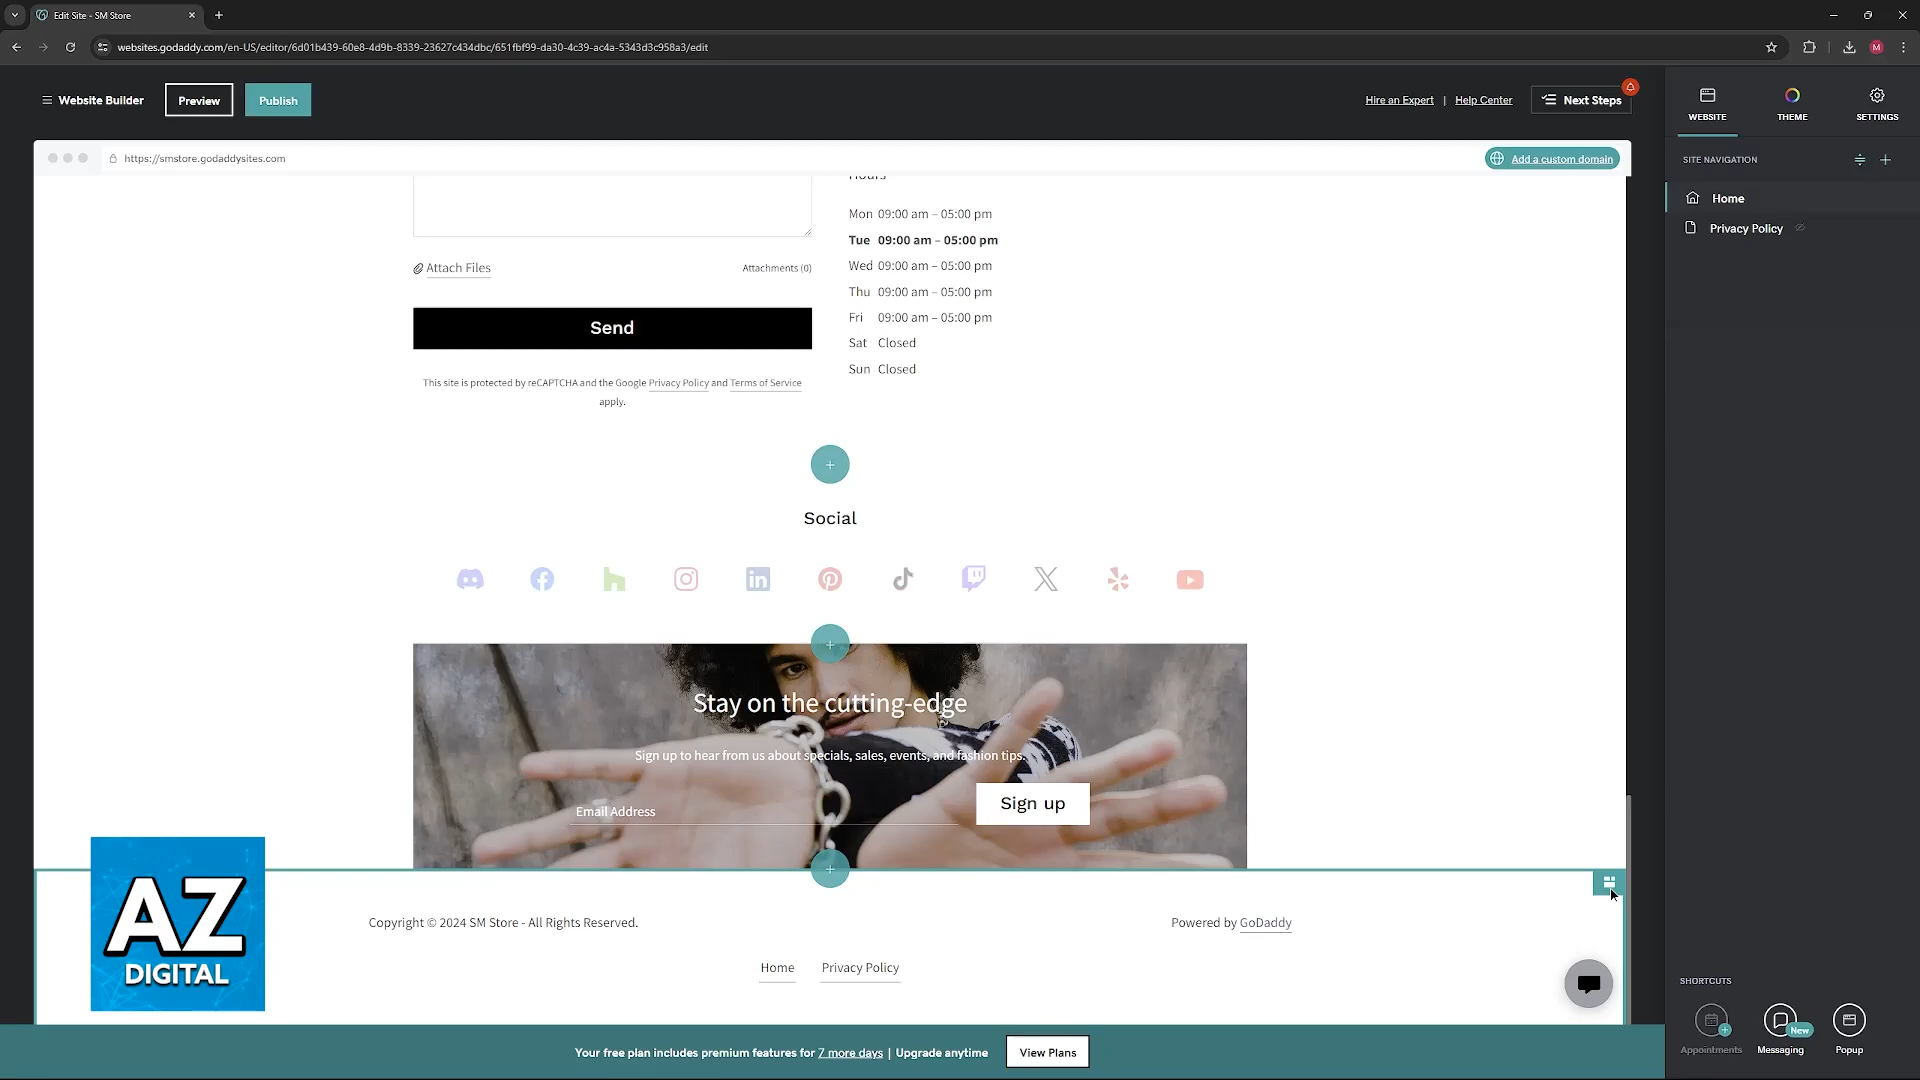 Edit Site - SM Store
websites.godaddy.com/en-US/editor/6d01b439-60e8-4d9b-8339-23627c434dbc/651fbf99-da30-4c39-ac4a-5343d3c958a3/edit
M
Website Builder
Preview
Publish
Hire an Expert | Help Center
Next Steps
WEBSITE
THEME
SETTINGS
https://smstore.godaddysites.com
Add a custom domain
SITE NAVIGATION
Home
Privacy Policy
Hours
Mon 09:00 am – 05:00 pm
Tue 09:00 am – 05:00 pm
Wed 09:00 am – 05:00 pm
Thu 09:00 am – 05:00 pm
Fri 09:00 am – 05:00 pm
Sat Closed
Sun Closed
Attach Files
Attachments (0)
Send
This site is protected by reCAPTCHA and the Google Privacy Policy and Terms of Service
apply.
Social
Stay on the cutting-edge
Sign up to hear from us about specials, sales, events, and fashion tips.
Email Address
Sign up
AZ
DIGITAL
Copyright © 2024 SM Store - All Rights Reserved.
Powered by GoDaddy
Home
Privacy Policy
SHORTCUTS
New
Appointments
Messaging
Popup
Your free plan includes premium features for 7 more days | Upgrade anytime
View Plans